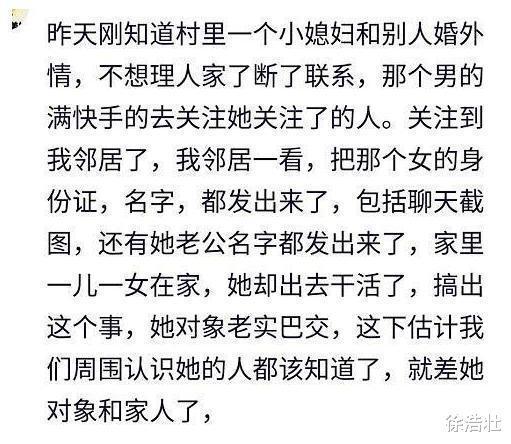 昨天刚知道村里一个小媳妇和别人婚外
情，不想理人家了断了联系，那个男的
满快手的去关注她关注了的人。关注到
我邻居了，我邻居一看，把那个女的身
份证，名字，都发出来了，包括聊天截
图，还有她老公名字都发出来了，家里
一儿一女在家，她却出去干活了，搞出
这个事，她对象老实巴交，这下估计我
们周围认识她的人都该知道了，就差她
对象和家人了，
徐浩壮